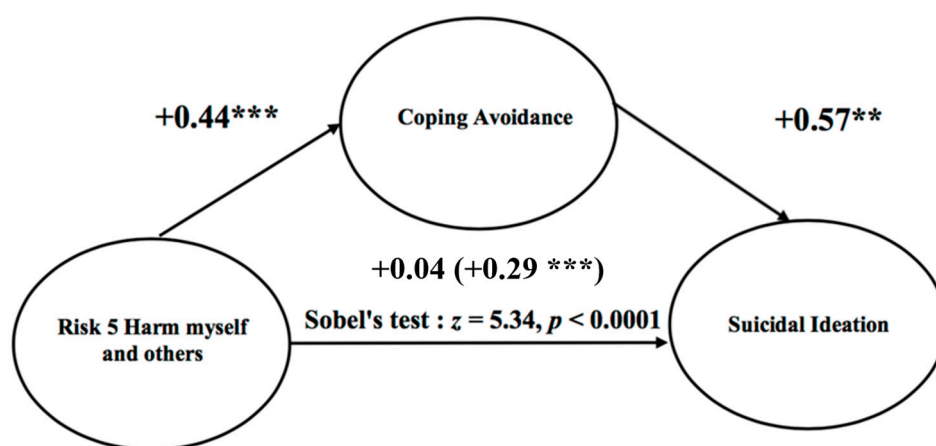 +0.44***
Coping Avoidance
+0.57**
+0.04 (+0.29 ***)
Sobel's test : z = 5.34, p < 0.0001
Risk 5 Harm myself
and others
Suicidal Ideation